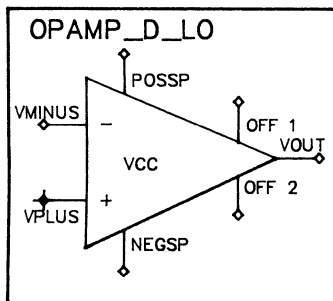 OPAMP_D_LO
POSSP
VMINUS
−
OFF 1
VOUT
VCC
OFF 2
VPLUS
+
NEGSP